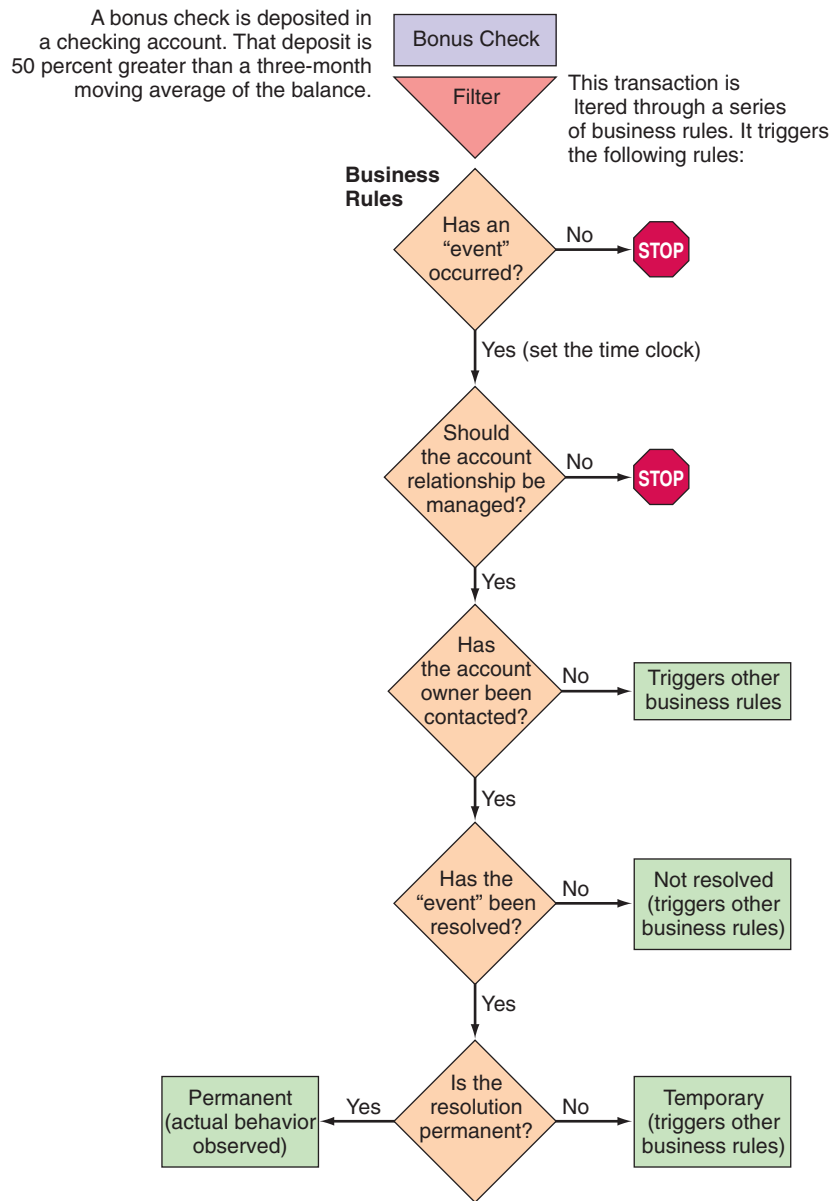 A bonus check is deposited in
a checking account. That deposit is
50 percent greater than a three-month
moving average of the balance.
Bonus Check
Filter
This transaction is
ltered through a series
of business rules. It triggers
the following rules:
Business
Rules
Has an
“event”
occurred?
No
STOP
Yes (set the time clock)
Should
the account
relationship be
managed?
No
STOP
Yes
Has
the account
owner been
contacted?
No
Triggers other
business rules
Yes
Has the
“event” been
resolved?
No
Not resolved
(triggers other
business rules)
Yes
Is the
resolution
permanent?
Yes
Permanent
(actual behavior
observed)
No
Temporary
(triggers other
business rules)